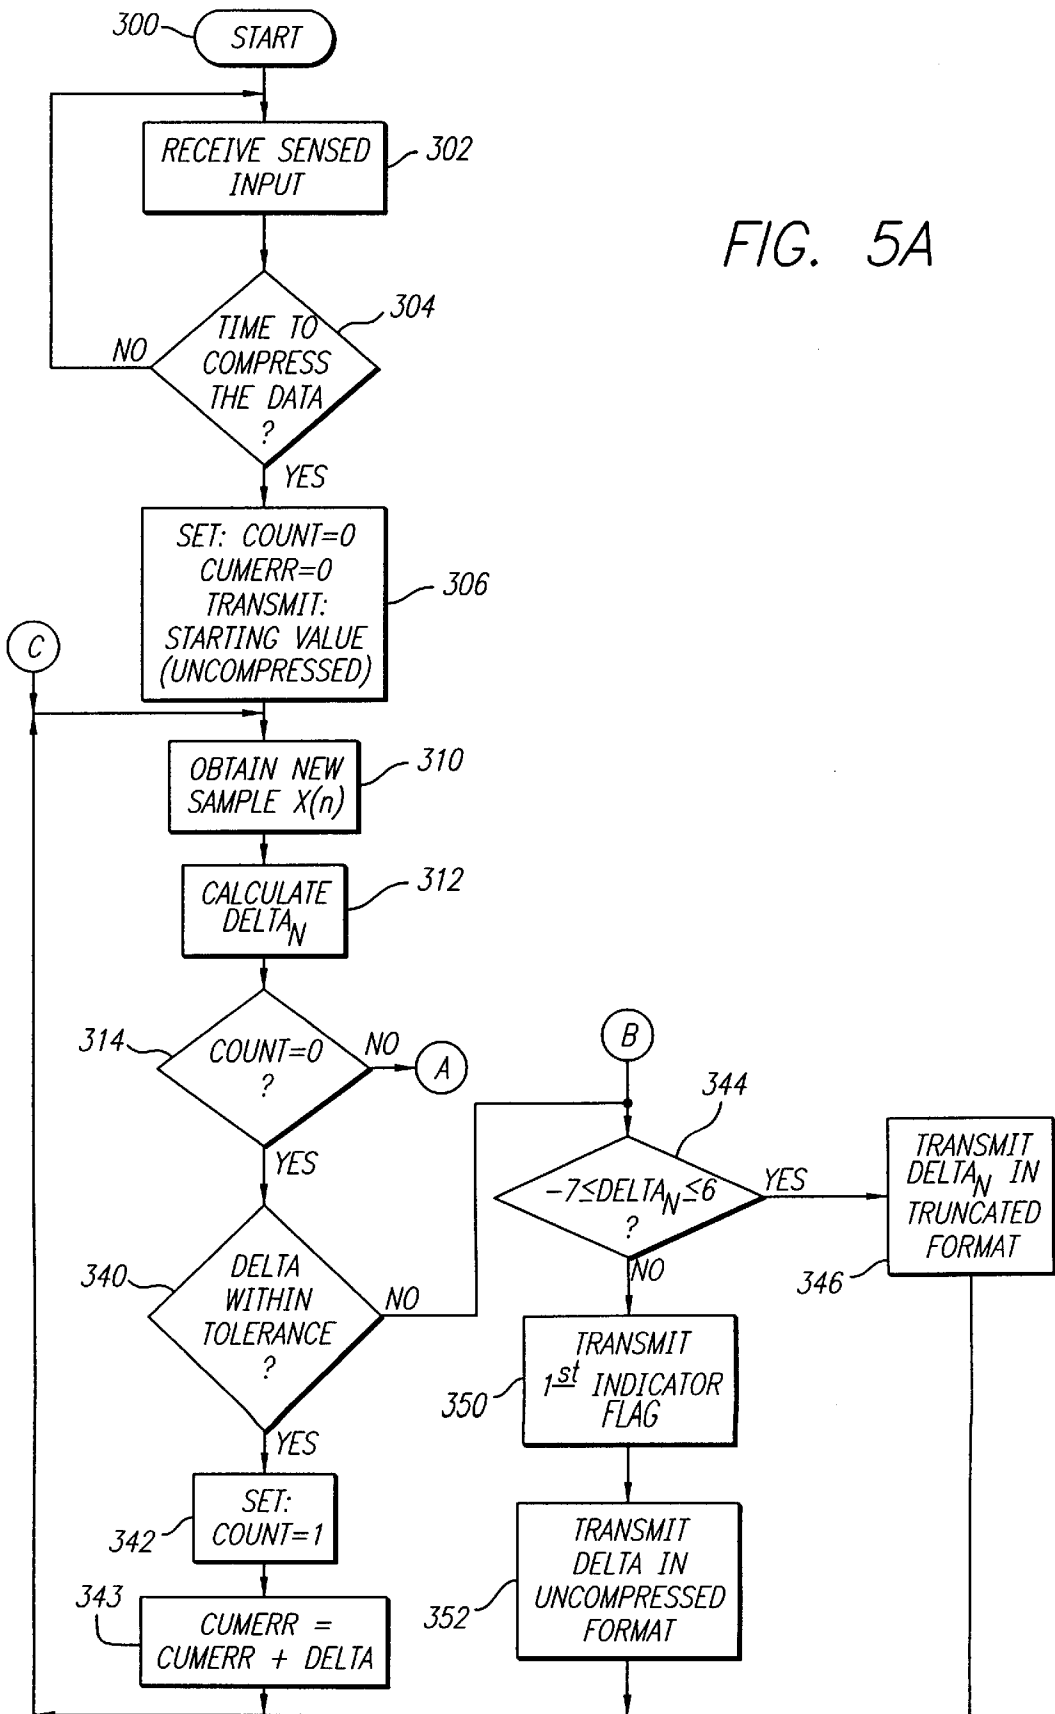 300
START
RECEIVE SENSED
INPUT
302
FIG. 5A
TIME TO
COMPRESS
THE DATA
?
304
NO
YES
SET: COUNT=0
CUMERR=0
TRANSMIT:
STARTING VALUE
(UNCOMPRESSED)
306
C
OBTAIN NEW
SAMPLE X(n)
310
CALCULATE
DELTA_N
312
314
COUNT=0
?
NO
A
YES
B
344
-7≤DELTA_N≤6
?
YES
NO
TRANSMIT
DELTA_N IN
TRUNCATED
FORMAT
346
340
DELTA
WITHIN
TOLERANCE
?
NO
YES
TRANSMIT
1st INDICATOR
FLAG
350
SET:
COUNT=1
342
TRANSMIT
DELTA IN
UNCOMPRESSED
FORMAT
352
343
CUMERR =
CUMERR + DELTA